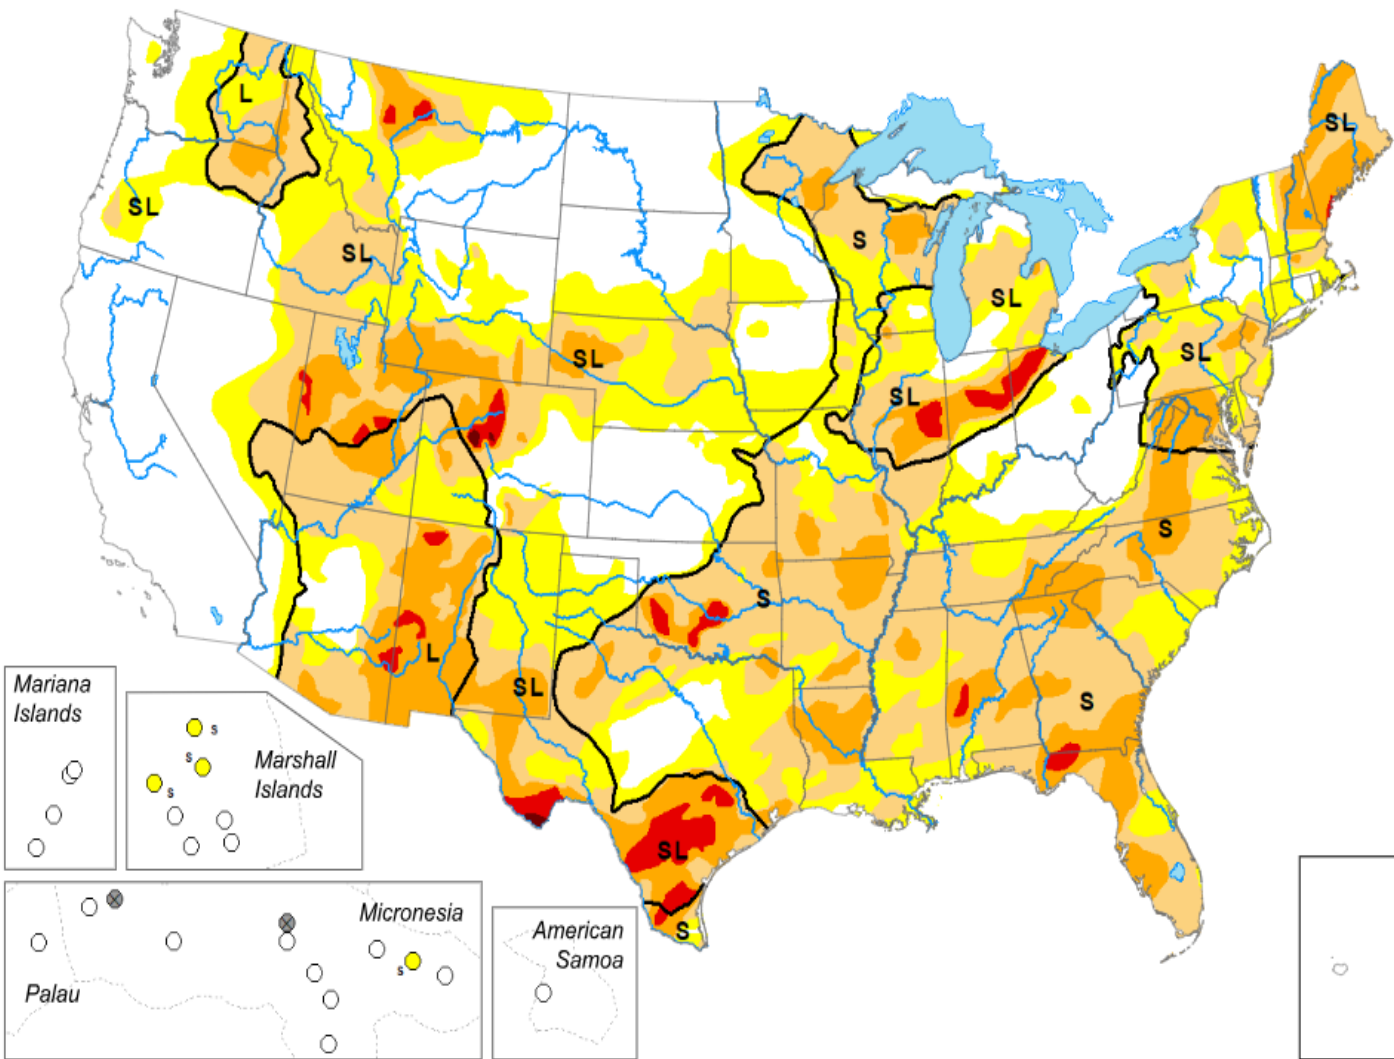 L
SL
SL
SL
S
SL
SL
SL
SL
S
S
L
SL
S
SL
S
Mariana
Islands
s
s
s
Marshall
Islands
Micronesia
s
Palau
American
Samoa